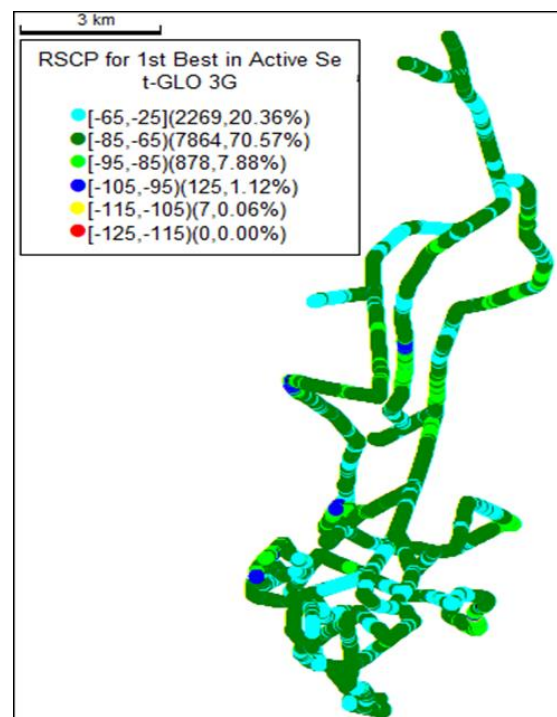 3 km
RSCP for 1st Best in Active Se
t-GLO 3G
[-65,-25](2269,20.36%)
[-85,-65)(7864,70.57%)
[-95,-85)(878,7.88%)
[-105,-95)(125,1.12%)
[-115,-105)(7,0.06%)
[-125,-115)(0,0.00%)